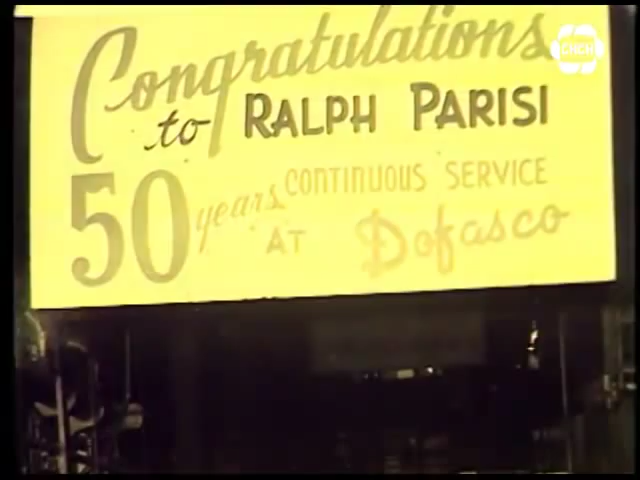 CHCH
Congratulations
to RALPH PARISI
50 years CONTINUOUS SERVICE
AT Dofasco